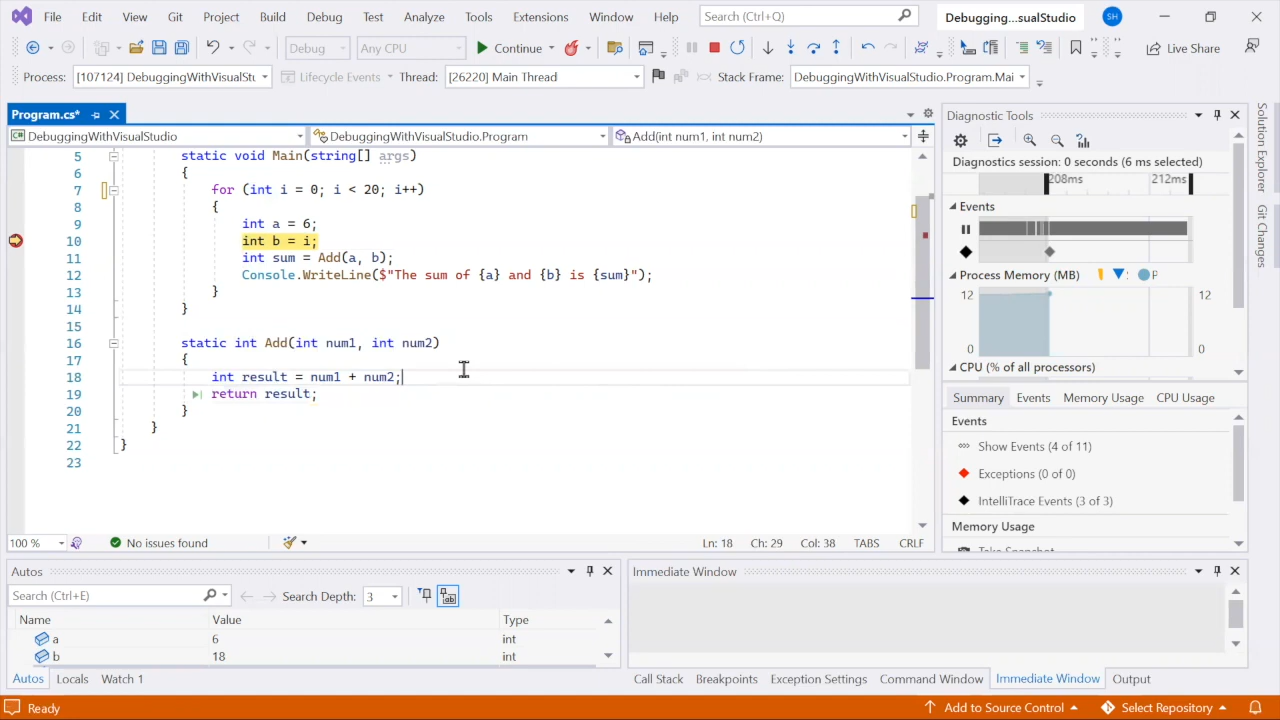 File Edit View Git Project Build Debug Test Analyze Tools Extensions Window Help Search (Ctrl+Q) Debugging...sualStudio SH
Debug Any CPU Continue Live Share
Process: [107124] DebuggingWithVisualStu Lifecycle Events Thread: [26220] Main Thread Stack Frame: DebuggingWithVisualStudio.Program.Mai
Program.cs*
DebuggingWithVisualStudio DebuggingWithVisualStudio.Program Add(int num1, int num2)
5 static void Main(string[] args)
6 {
7 for (int i = 0; i < 20; i++)
8 {
9 int a = 6;
10 int b = i;
11 int sum = Add(a, b);
12 Console.WriteLine($"The sum of {a} and {b} is {sum}");
13 }
14 }
15
16 static int Add(int num1, int num2)
17 {
18 int result = num1 + num2;
19 return result;
20 }
21 }
22 }
23
100 % No issues found Ln: 18 Ch: 29 Col: 38 TABS CRLF
Diagnostic Tools
Diagnostics session: 0 seconds (6 ms selected)
208ms 212ms
Events
Process Memory (MB) P
12 12
0 0
CPU (% of all processors)
Summary Events Memory Usage CPU Usage
Events
Show Events (4 of 11)
Exceptions (0 of 0)
IntelliTrace Events (3 of 3)
Memory Usage
Take Snapshot
Solution Explorer
Git Changes
Autos
Search (Ctrl+E) Search Depth: 3
Name Value Type
a 6 int
b 18 int
Autos Locals Watch 1
Immediate Window
Call Stack Breakpoints Exception Settings Command Window Immediate Window Output
Ready Add to Source Control Select Repository